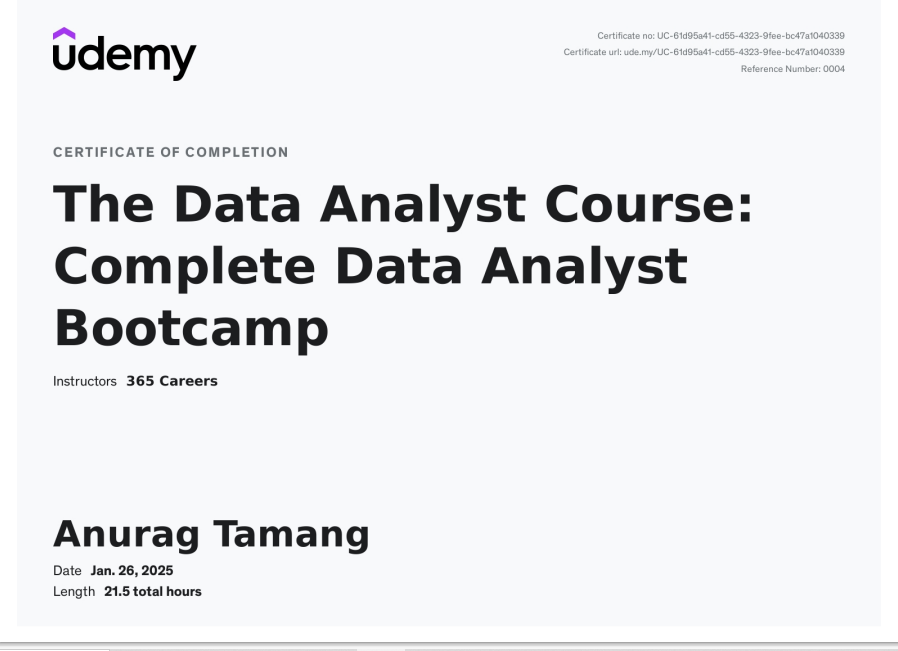 udemy
Certificate no: UC-61d95a41-cd55-4323-9fee-bc47a1040339
Certificate url: ude.my/UC-61d95a41-cd55-4323-9fee-bc47a1040339
Reference Number: 0004
CERTIFICATE OF COMPLETION
The Data Analyst Course:
Complete Data Analyst
Bootcamp
Instructors 365 Careers
Anurag Tamang
Date Jan. 26, 2025
Length 21.5 total hours